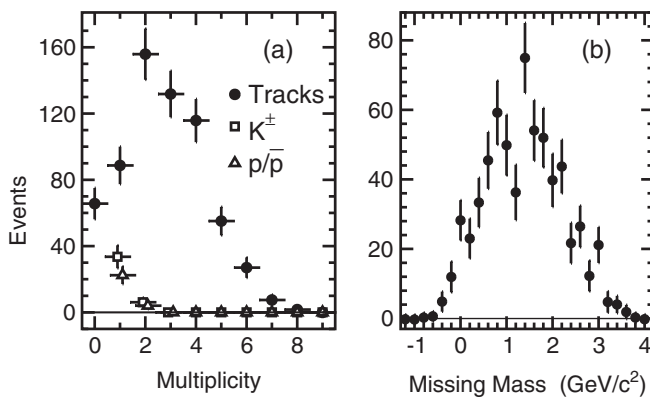 (a)
Tracks
K±
p/p̅
Events
160
120
80
40
0
0 2 4 6 8
Multiplicity
(b)
80
60
40
20
0
-1 0 1 2 3 4
Missing Mass (GeV/c²)